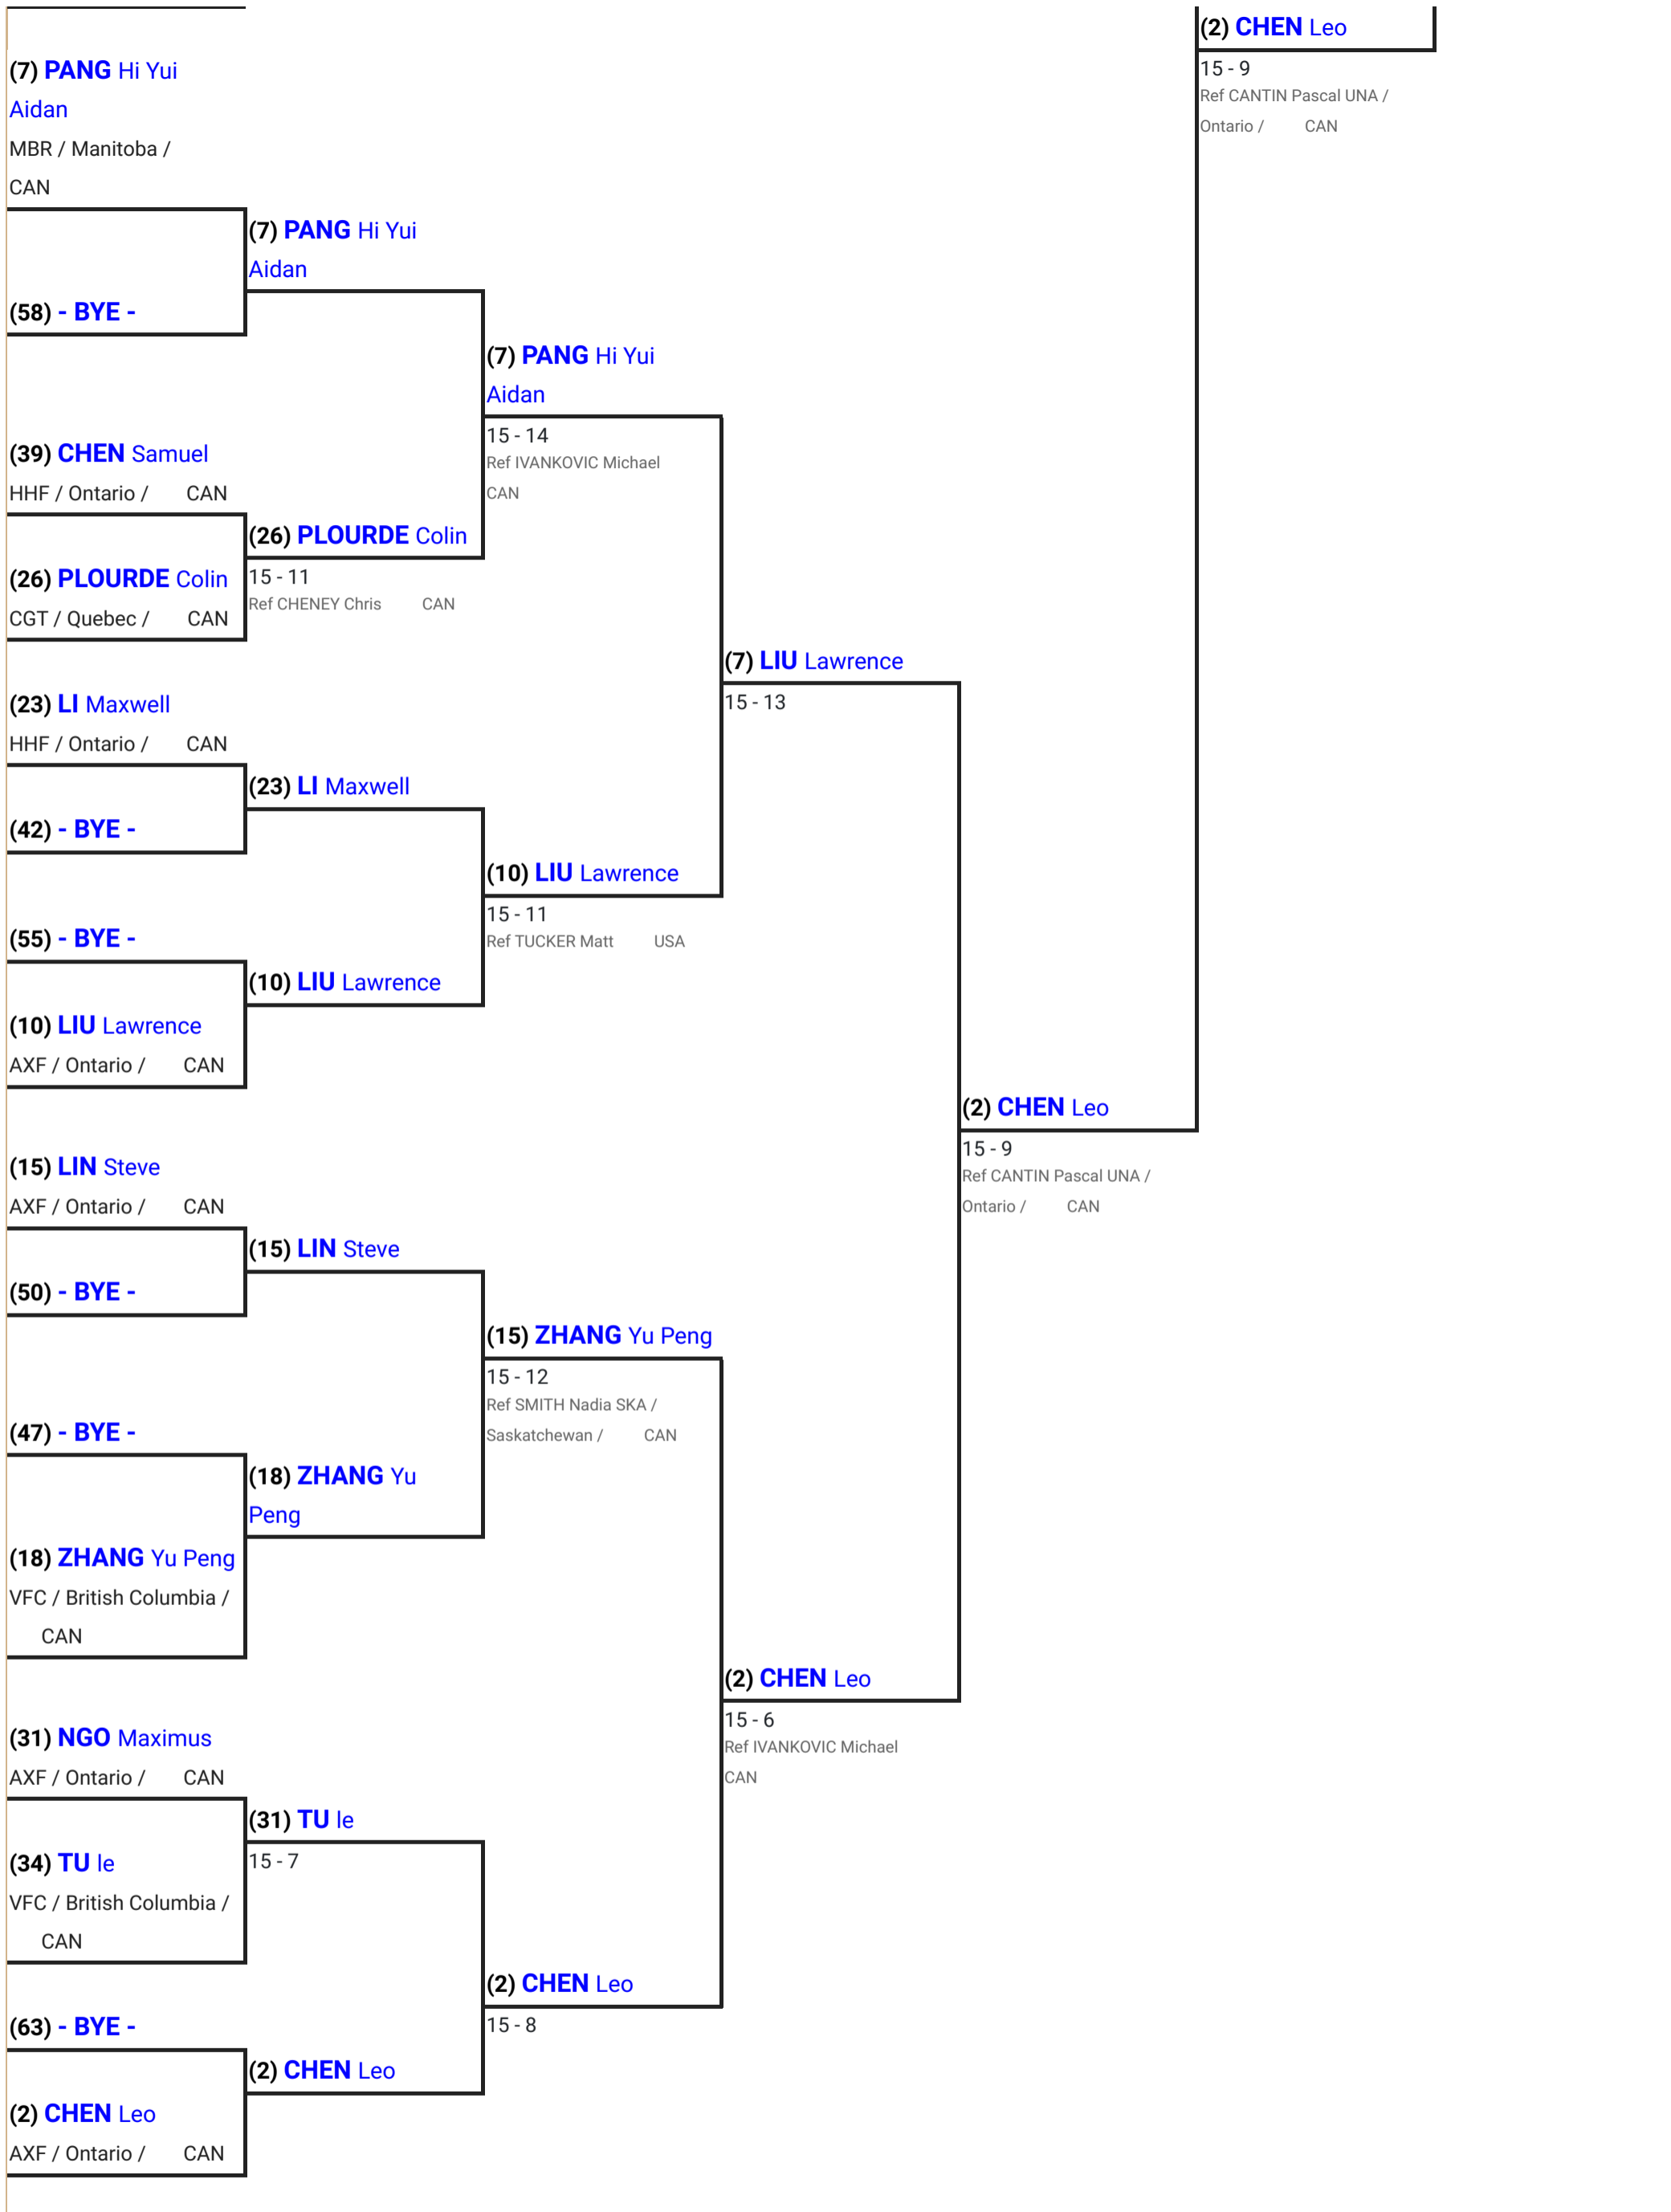 (7) PANG Hi Yui
Aidan
MBR / Manitoba /
CAN
(58) - BYE -
(39) CHEN Samuel
HHF / Ontario / CAN
(26) PLOURDE Colin
CGT / Quebec / CAN
(23) LI Maxwell
HHF / Ontario / CAN
(42) - BYE -
(55) - BYE -
(10) LIU Lawrence
AXF / Ontario / CAN
(15) LIN Steve
AXF / Ontario / CAN
(50) - BYE -
(47) - BYE -
(18) ZHANG Yu Peng
VFC / British Columbia /
CAN
(31) NGO Maximus
AXF / Ontario / CAN
(34) TU le
VFC / British Columbia /
CAN
(63) - BYE -
(2) CHEN Leo
AXF / Ontario / CAN
(7) PANG Hi Yui
Aidan
(26) PLOURDE Colin
15 - 11
Ref CHENEY Chris CAN
(23) LI Maxwell
(10) LIU Lawrence
(15) LIN Steve
(18) ZHANG Yu
Peng
(31) TU le
15 - 7
(2) CHEN Leo
(7) PANG Hi Yui
Aidan
15 - 14
Ref IVANKOVIC Michael
CAN
(10) LIU Lawrence
15 - 11
Ref TUCKER Matt USA
(15) ZHANG Yu Peng
15 - 12
Ref SMITH Nadia SKA /
Saskatchewan / CAN
(2) CHEN Leo
15 - 8
(7) LIU Lawrence
15 - 13
(2) CHEN Leo
15 - 6
Ref IVANKOVIC Michael
CAN
(2) CHEN Leo
15 - 9
Ref CANTIN Pascal UNA /
Ontario / CAN
(2) CHEN Leo
15 - 9
Ref CANTIN Pascal UNA /
Ontario / CAN